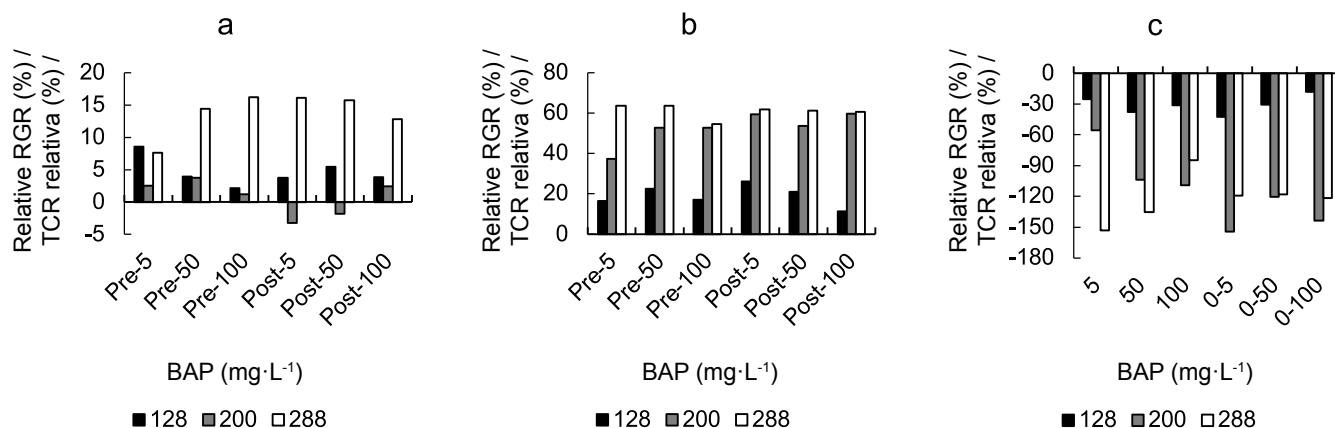 a
Relative RGR (%) /
TCR relativa (%) /
20
15
10
5
0
-5
Pre-5
Pre-50
Pre-100
Post-5
Post-50
Post-100
BAP (mg·L-1)
128 200 288
b
Relative RGR (%) /
TCR relativa (%) /
80
60
40
20
0
Pre-5
Pre-50
Pre-100
Post-5
Post-50
Post-100
BAP (mg·L-1)
128 200 288
c
Relative RGR (%) /
TCR relativa (%) /
0
-30
-60
-90
-120
-150
-180
5
50
100
0-5
0-50
0-100
BAP (mg·L-1)
128 200 288